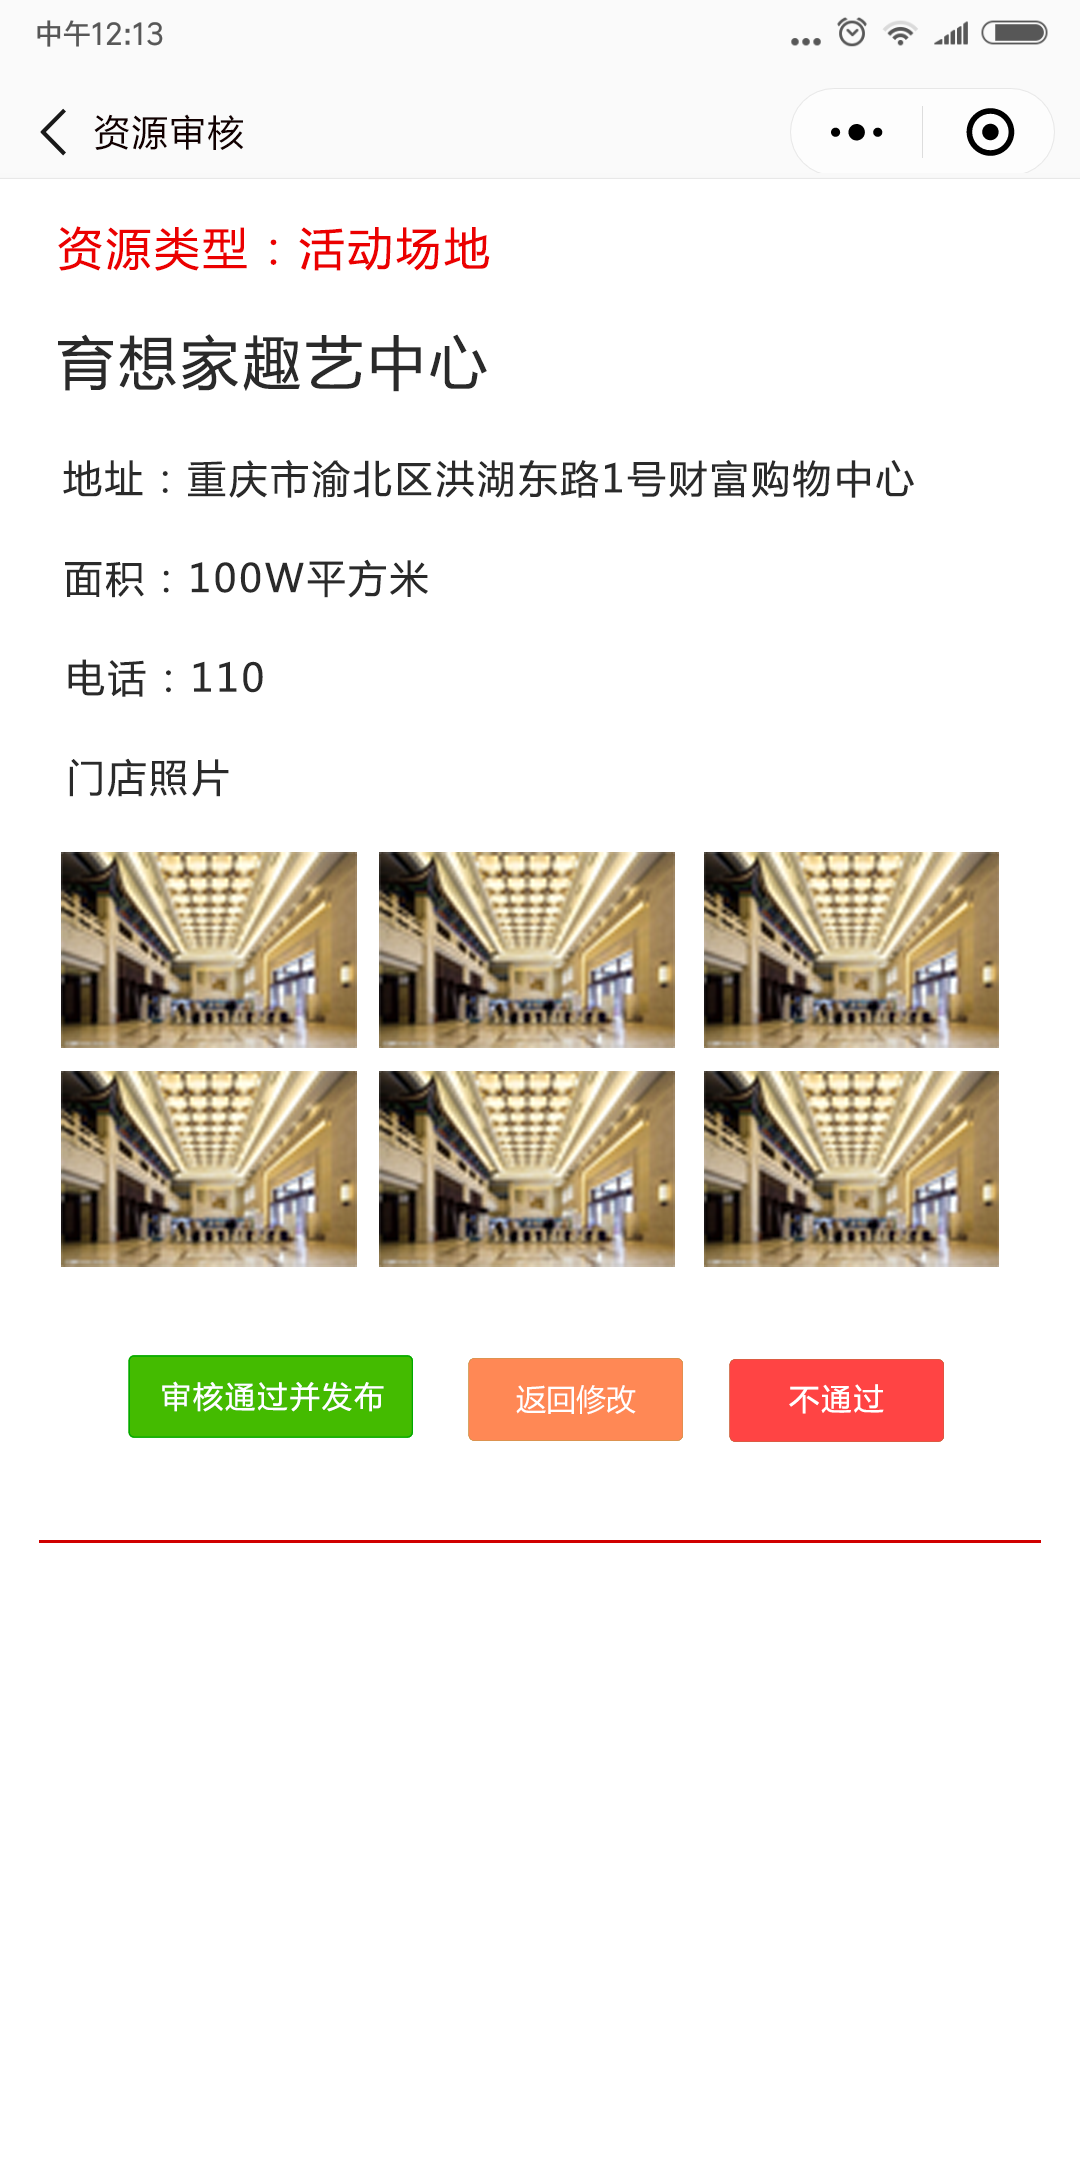 中午12:13
资源审核
资源类型：活动场地
育想家趣艺中心
地址：重庆市渝北区洪湖东路1号财富购物中心
面积：100W平方米
电话：110
门店照片
审核通过并发布 返回修改 不通过